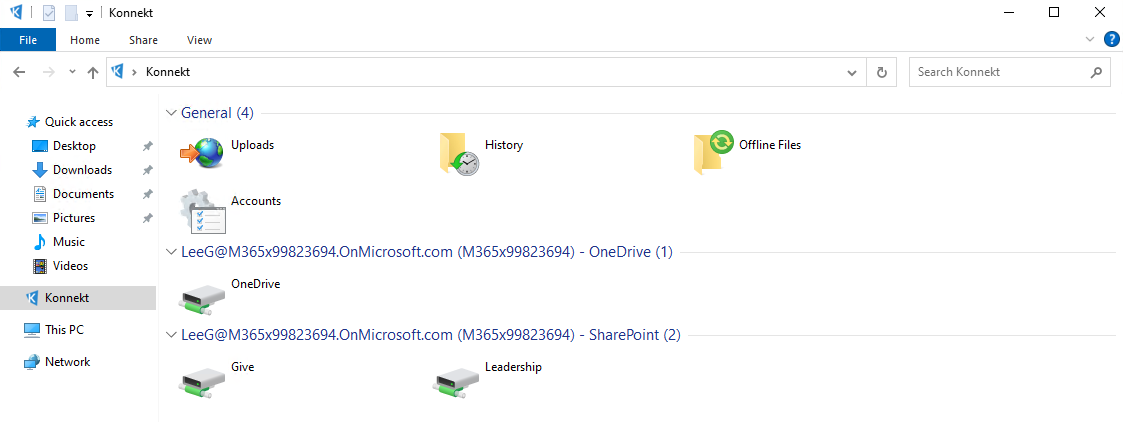 Konnekt
File Home Share View
Konnekt
Search Konnekt
Quick access
Desktop
Downloads
Documents
Pictures
Music
Videos
Konnekt
This PC
Network
General (4)
Uploads History Offline Files
Accounts
LeeG@M365x99823694.OnMicrosoft.com (M365x99823694) - OneDrive (1)
OneDrive
LeeG@M365x99823694.OnMicrosoft.com (M365x99823694) - SharePoint (2)
Give Leadership